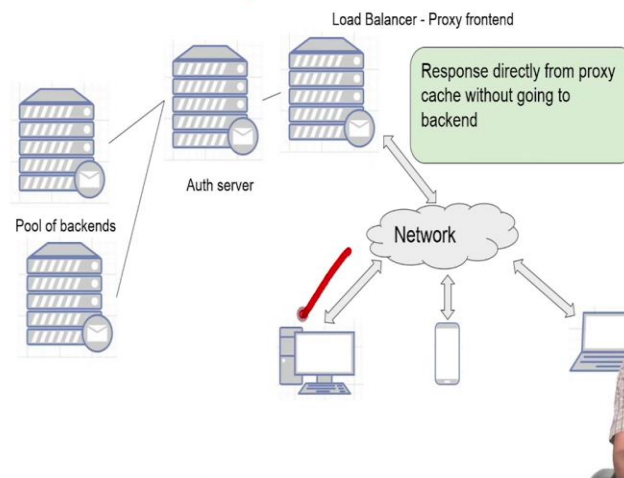 Load Balancer - Proxy frontend
Response directly from proxy
cache without going to
backend
Auth server
Pool of backends
Network